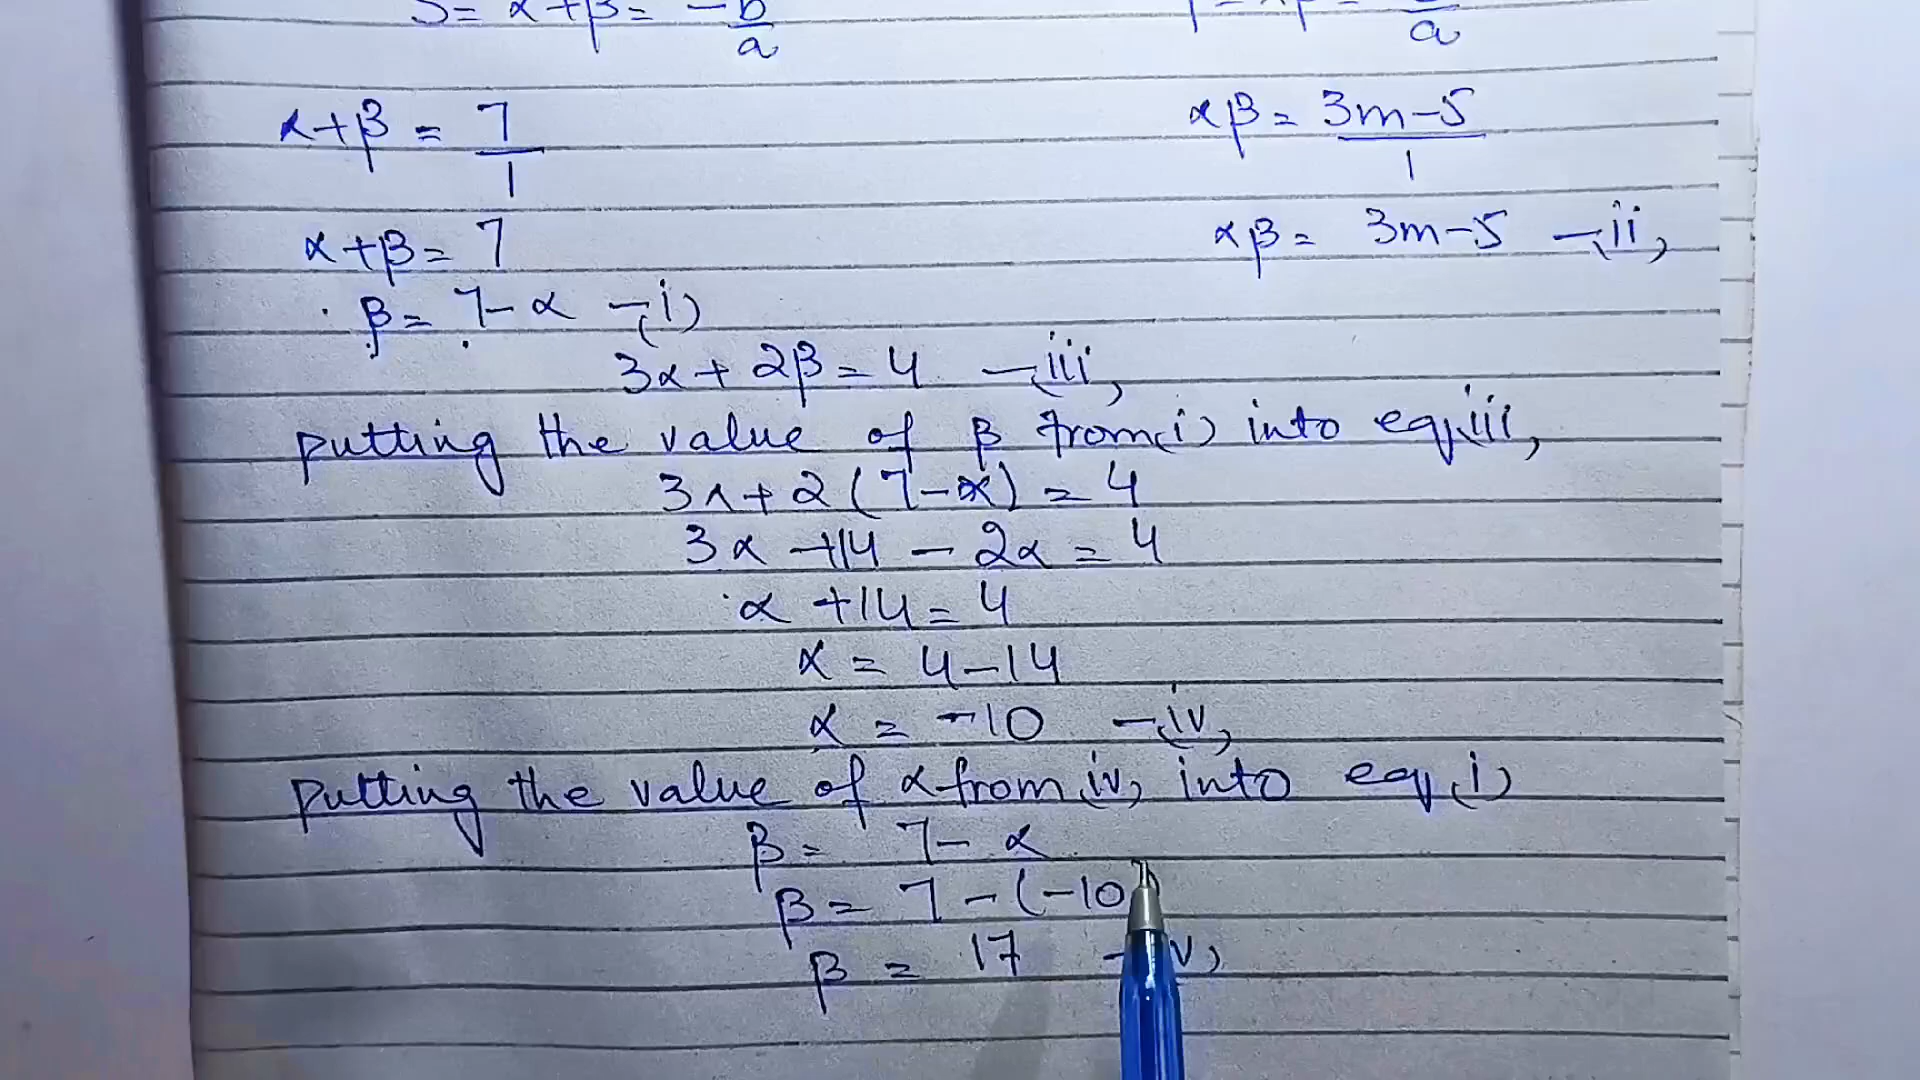 S = α + β = -b/a
a
α+β = 7/1
αβ = 3m-5/1
α+β = 7
αβ = 3m-5 -(ii)
β = 7-α -(i)
3α + 2β = 4 -(iii)
putting the value of β from (i) into eq (iii)
3α + 2(7-α) = 4
3α +14 - 2α = 4
α +14 = 4
α = 4-14
α = -10 -(iv)
putting the value of α from (iv) into eq (i)
β = 7-α
β = 7-(-10
β = 17 - v)